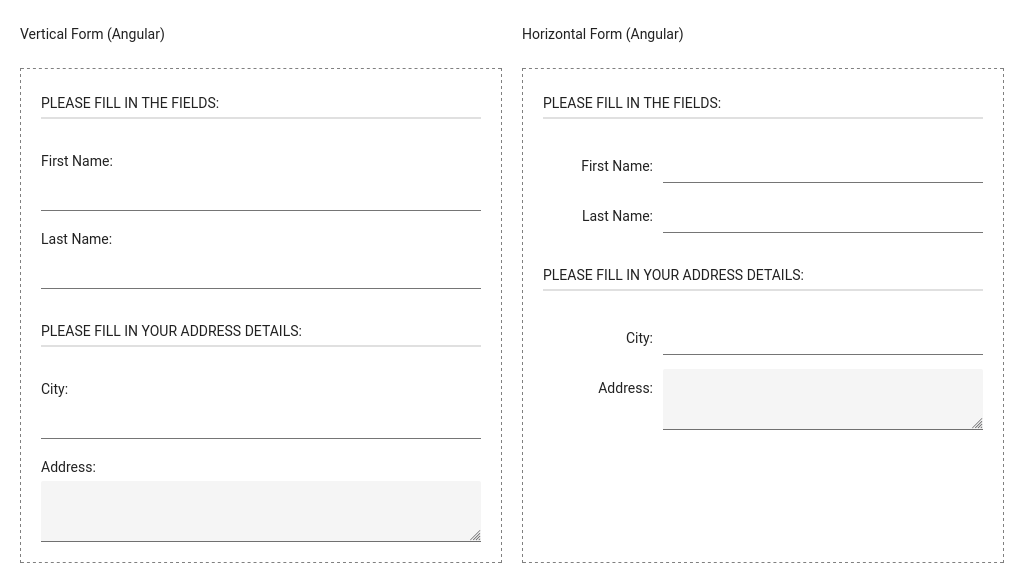 Vertical Form (Angular)
PLEASE FILL IN THE FIELDS:
First Name:
Last Name:
PLEASE FILL IN YOUR ADDRESS DETAILS:
City:
Address:
Horizontal Form (Angular)
PLEASE FILL IN THE FIELDS:
First Name:
Last Name:
PLEASE FILL IN YOUR ADDRESS DETAILS:
City:
Address: